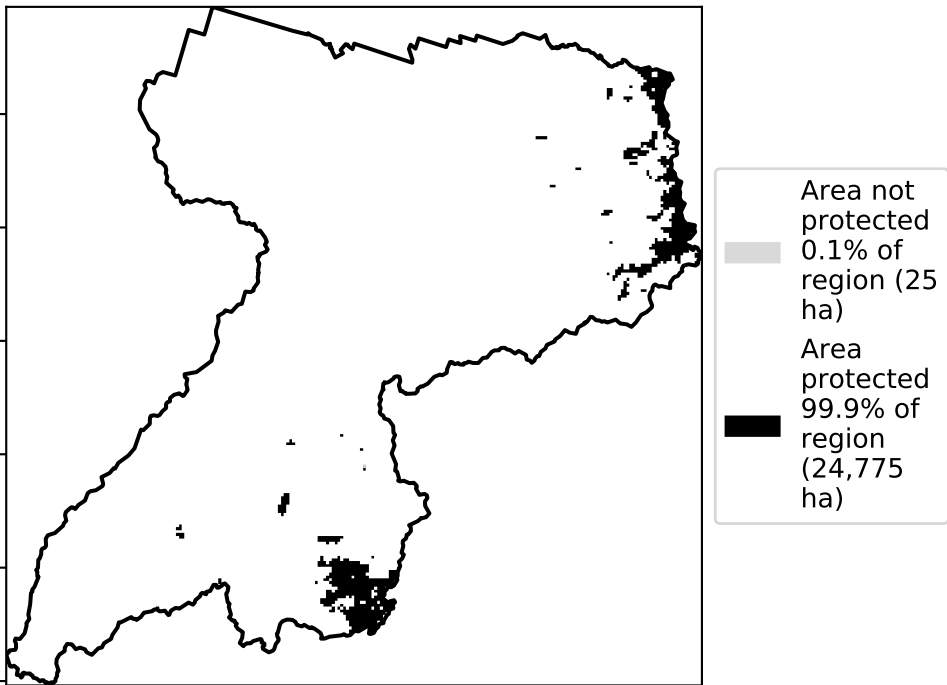 Area not
protected
0.1% of
region (25
ha)
Area
protected
99.9% of
region
(24,775
ha)